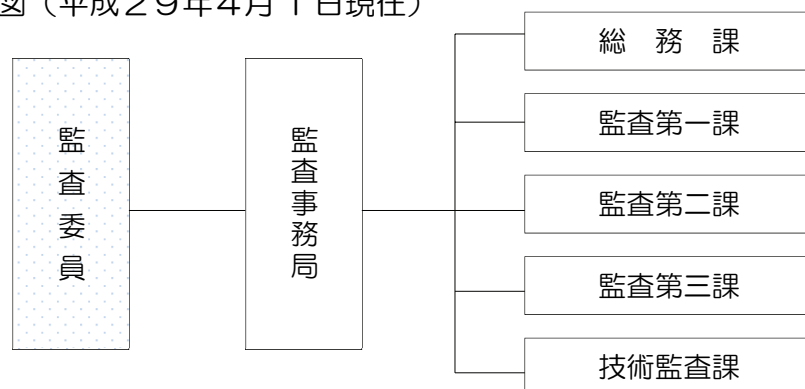 図（平成２９年４月１日現在）
監査委員
監査事務局
総務課
監査第一課
監査第二課
監査第三課
技術監査課